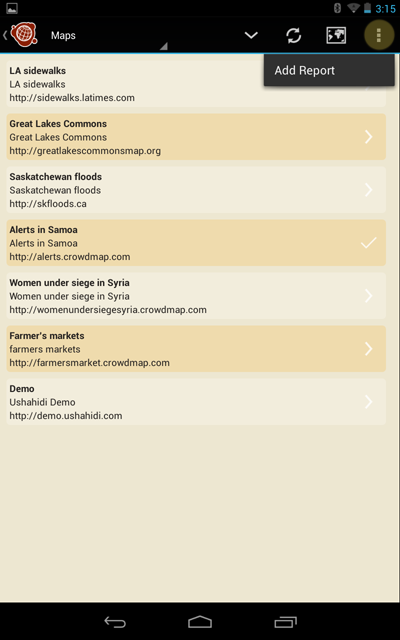 3:15
Maps
Add Report
LA sidewalks
LA sidewalks
http://sidewalks.latimes.com
Great Lakes Commons
Great Lakes Commons
http://greatlakescommonsmap.org
Saskatchewan floods
Saskatchewan floods
http://skfloods.ca
Alerts in Samoa
Alerts in Samoa
http://alerts.crowdmap.com
Women under siege in Syria
Women under siege in Syria
http://womenundersiegesyria.crowdmap.com
Farmer's markets
farmers markets
http://farmersmarket.crowdmap.com
Demo
Ushahidi Demo
http://demo.ushahidi.com